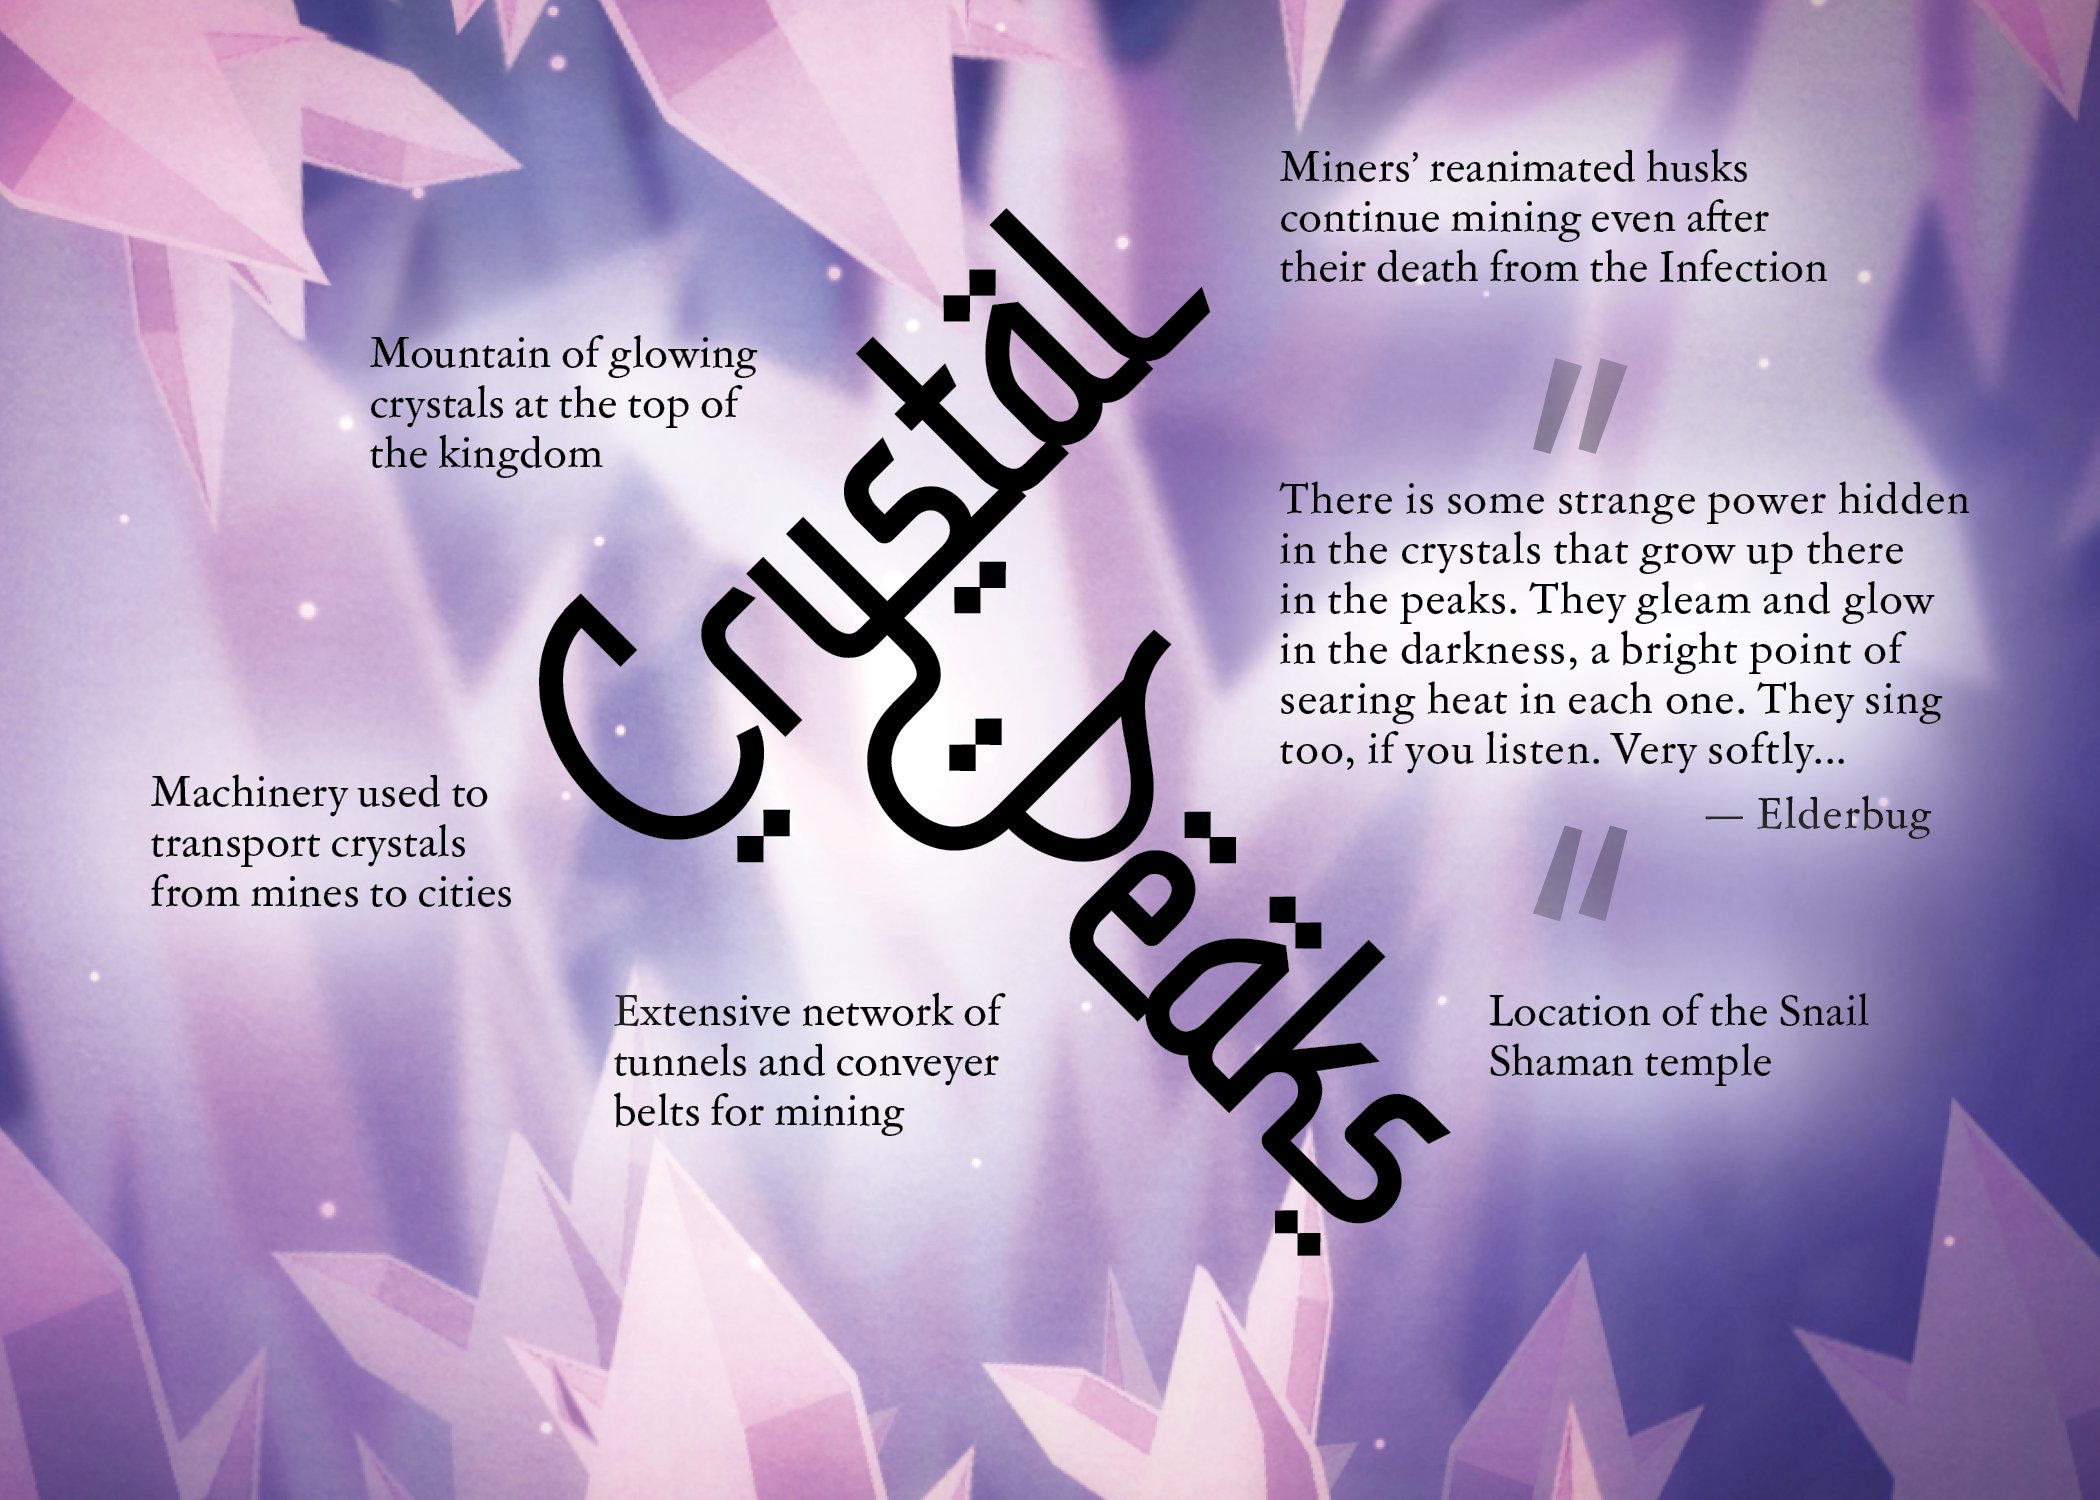 Crystal
Peaks
Mountain of glowing
crystals at the top of
the kingdom
Machinery used to
transport crystals
from mines to cities
Extensive network of
tunnels and conveyer
belts for mining
Miners’ reanimated husks
continue mining even after
their death from the Infection
"
There is some strange power hidden
in the crystals that grow up there
in the peaks. They gleam and glow
in the darkness, a bright point of
searing heat in each one. They sing
too, if you listen. Very softly...
— Elderbug
"
Location of the Snail
Shaman temple